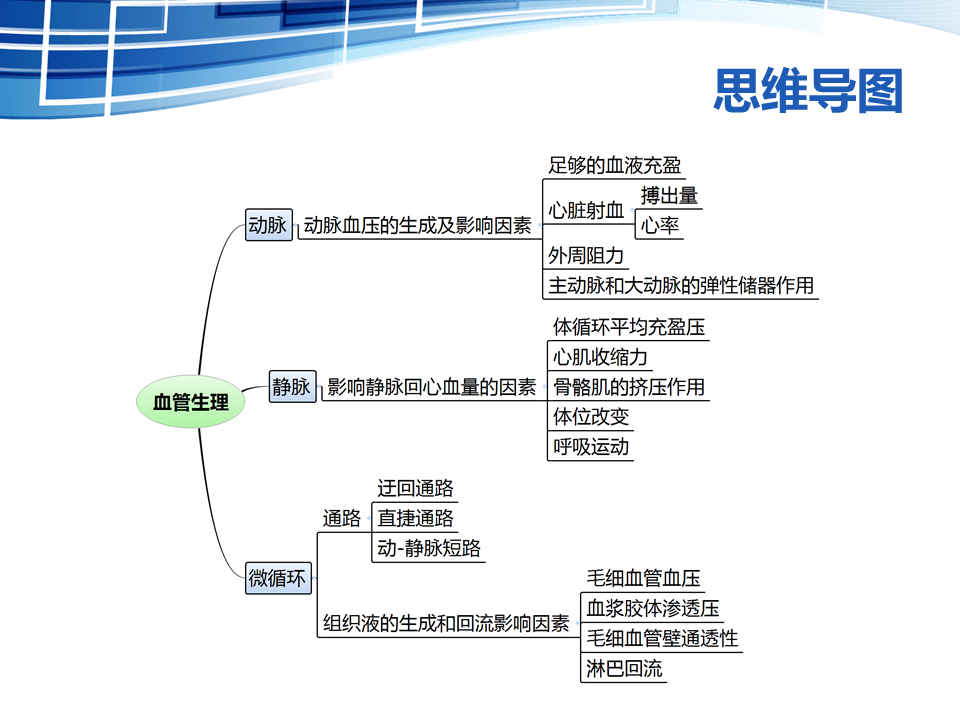 思维导图
血管生理
动脉
动脉血压的生成及影响因素
足够的血液充盈
心脏射血
搏出量
心率
外周阻力
主动脉和大动脉的弹性储器作用
静脉
影响静脉回心血量的因素
体循环平均充盈压
心肌收缩力
骨骼肌的挤压作用
体位改变
呼吸运动
微循环
通路
迂回通路
直捷通路
动-静脉短路
组织液的生成和回流影响因素
毛细血管血压
血浆胶体渗透压
毛细血管壁通透性
淋巴回流